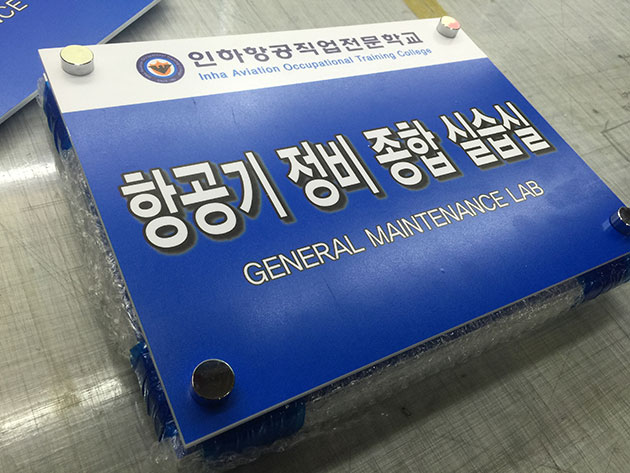 NANCE
인하항공직업전문학교
Inha Aviation Occupational Training College
항공기 정비 종합 실습실
GENERAL MAINTENANCE LAB